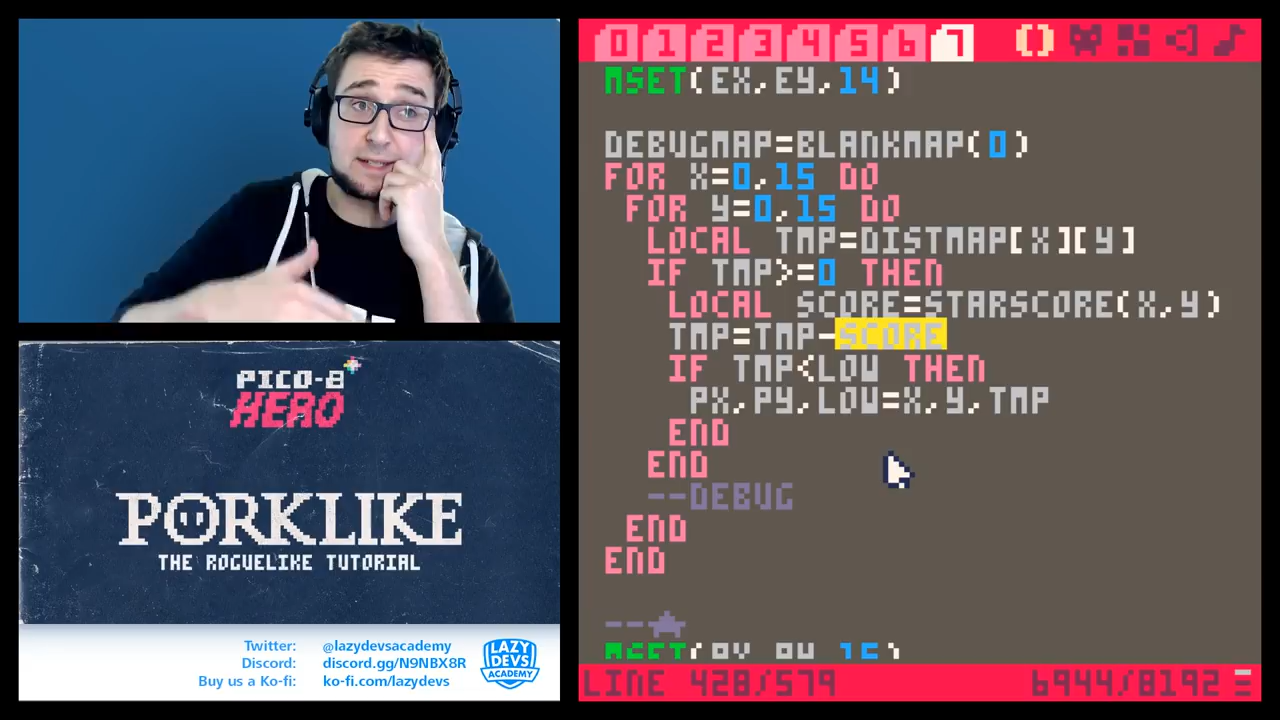 0 1 2 3 4 5 6 7
MSET(EX,EY,14)
DEBUGMAP=BLANKMAP(0)
FOR X=0,15 DO
FOR Y=0,15 DO
LOCAL TMP=DISTMAP[X][Y]
IF TMP>=0 THEN
LOCAL SCORE=STARSCORE(X,Y)
TMP=TMP-SCORE
IF TMP<LOW THEN
PX,PY,LOW=X,Y,TMP
END
END
--DEBUG
END
END
--
LINE 428/579 6944/8192
PICO-8
HERO
PORKLIKE
THE ROGUELIKE TUTORIAL
Twitter: @lazydevsacademy
Discord: discord.gg/N9NBX8R
Buy us a Ko-fi: ko-fi.com/lazydevs
LAZY
DEVS
ACADEMY